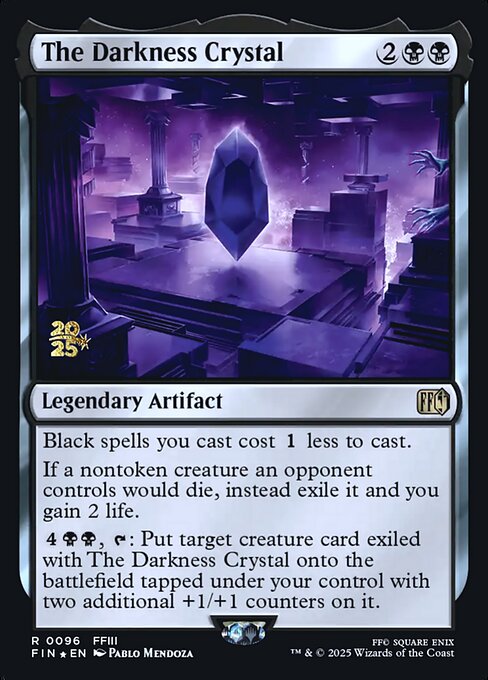 The Darkness Crystal 2
2025
Legendary Artifact FFI
Black spells you cast cost 1 less to cast.
If a nontoken creature an opponent
controls would die, instead exile it and you
gain 2 life.
4, : Put target creature card exiled
with The Darkness Crystal onto the
battlefield tapped under your control with
two additional +1/+1 counters on it.
R 0096 FFIII
FIN★EN Pablo Mendoza
FF© SQUARE ENIX
™ & © 2025 Wizards of the Coast